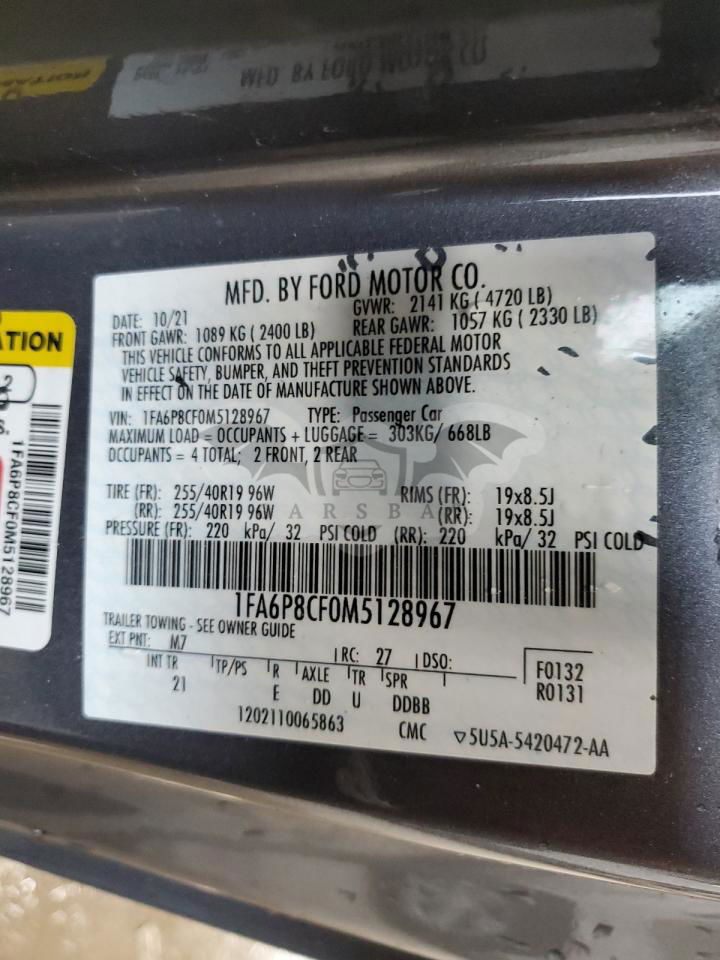 MFD. BY FORD MOTOR CO.
DATE: 10/21
GVWR: 2141 KG ( 4720 LB)
FRONT GAWR: 1089 KG ( 2400 LB)
REAR GAWR: 1057 KG ( 2330 LB)
THIS VEHICLE CONFORMS TO ALL APPLICABLE FEDERAL MOTOR
VEHICLE SAFETY, BUMPER, AND THEFT PREVENTION STANDARDS
IN EFFECT ON THE DATE OF MANUFACTURE SHOWN ABOVE.
VIN: 1FA6P8CF0M5128967 TYPE: Passenger Car
MAXIMUM LOAD = OCCUPANTS + LUGGAGE = 303KG/ 668LB
OCCUPANTS = 4 TOTAL; 2 FRONT, 2 REAR
TIRE (FR): 255/40R19 96W RIMS (FR): 19x8.5J
(RR): 255/40R19 96W (RR): 19x8.5J
PRESSURE (FR): 220 kPa/ 32 PSI COLD (RR): 220 kPa/ 32 PSI COLD
1FA6P8CF0M5128967
TRAILER TOWING - SEE OWNER GUIDE
EXT PNT: M7 RC: 27 DSO:
INT TR TP/PS R AXLE TR SPR
21 E DD U DDBB
F0132
R0131
1202110065863 CMC ▽5U5A-5420472-AA
ATION
1FA6P8CF0M5128967
ARSBA
MFD. BY FORD MOTOR CO